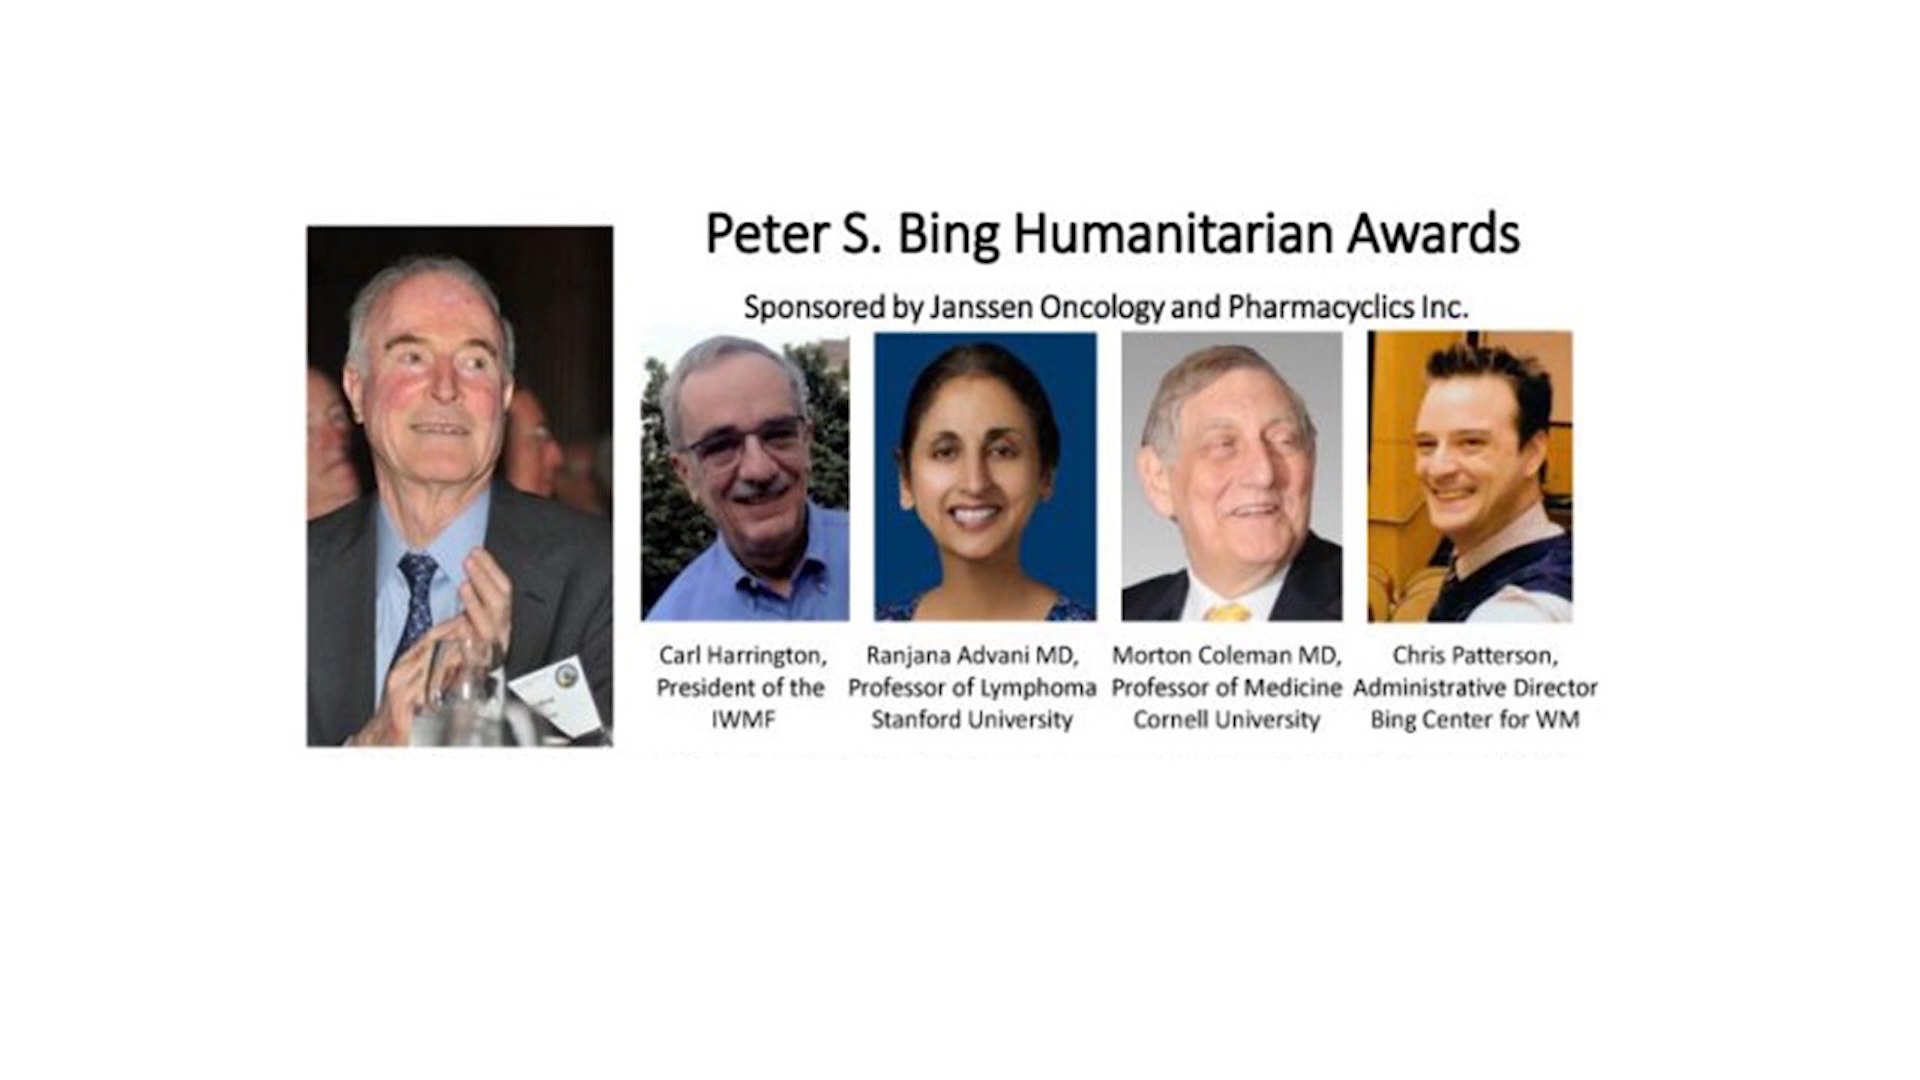 Peter S. Bing Humanitarian Awards
Sponsored by Janssen Oncology and Pharmacyclics Inc.
Carl Harrington,
President of the
IWMF
Ranjana Advani MD,
Professor of Lymphoma
Stanford University
Morton Coleman MD,
Professor of Medicine
Cornell University
Chris Patterson,
Administrative Director
Bing Center for WM